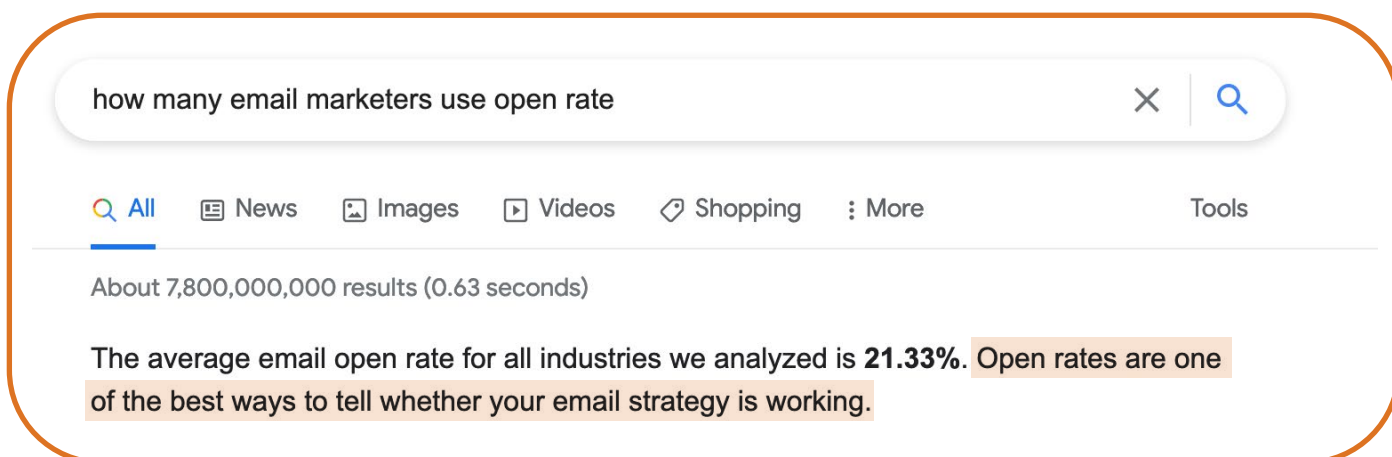 how many email marketers use open rate
All News Images Videos Shopping More Tools
About 7,800,000,000 results (0.63 seconds)
The average email open rate for all industries we analyzed is 21.33%. Open rates are one
of the best ways to tell whether your email strategy is working.